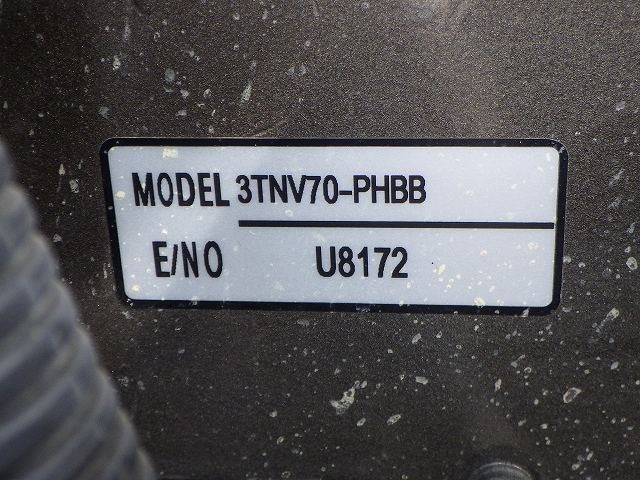 MODEL 3TNV70-PHBB
E/NO U8172